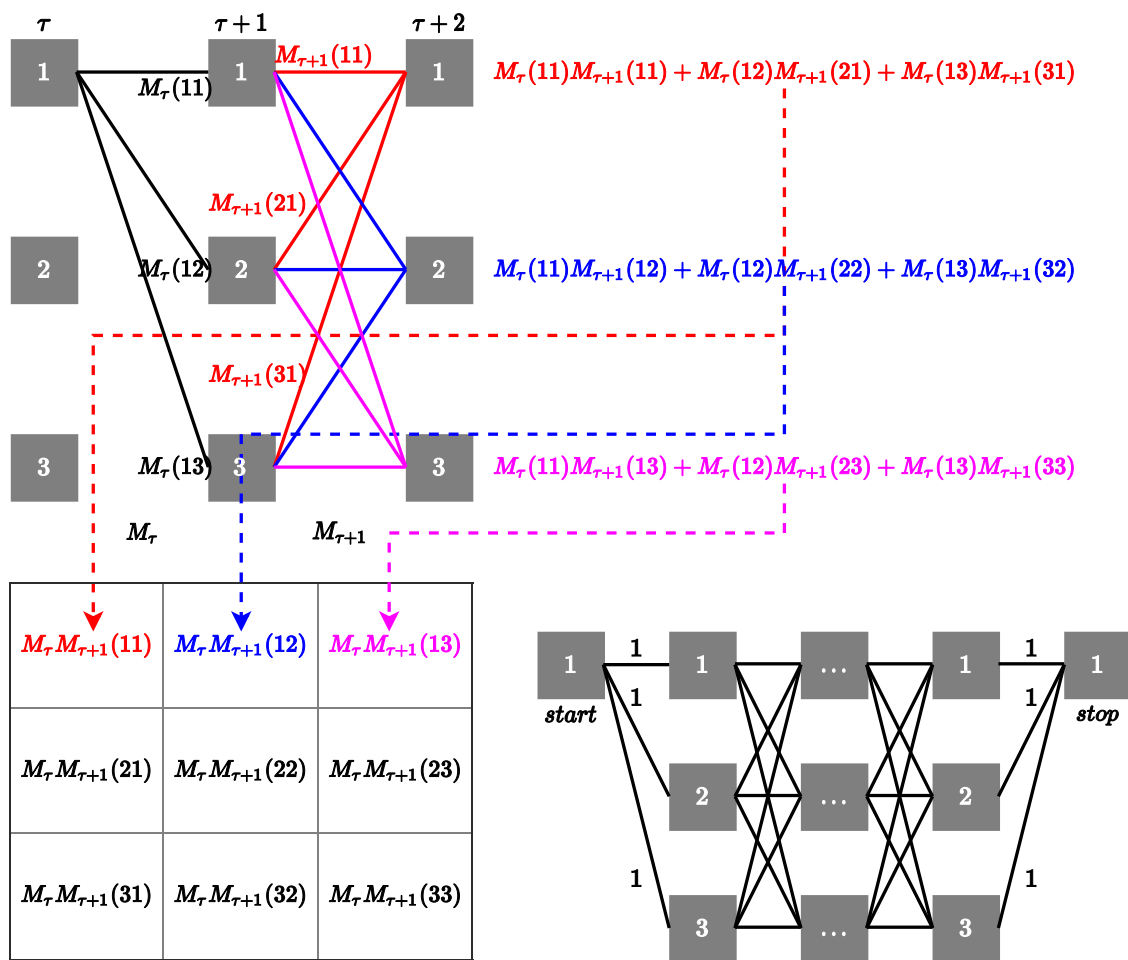 τ τ + 1 τ + 2
1 1 M_{τ+1}(11) 1 M_τ(11)M_{τ+1}(11) + M_τ(12)M_{τ+1}(21) + M_τ(13)M_{τ+1}(31)
M_τ(11)
M_{τ+1}(21)
2 M_τ(12) 2 2 M_τ(11)M_{τ+1}(12) + M_τ(12)M_{τ+1}(22) + M_τ(13)M_{τ+1}(32)
M_{τ+1}(31)
3 M_τ(13) 3 3 M_τ(11)M_{τ+1}(13) + M_τ(12)M_{τ+1}(23) + M_τ(13)M_{τ+1}(33)
M_τ M_{τ+1}
M_τM_{τ+1}(11) M_τM_{τ+1}(12) M_τM_{τ+1}(13)
M_τM_{τ+1}(21) M_τM_{τ+1}(22) M_τM_{τ+1}(23)
M_τM_{τ+1}(31) M_τM_{τ+1}(32) M_τM_{τ+1}(33)
1 1
1 1 ... 1 1
1 1
start stop
2 ... 2
1 1
3 ... 3